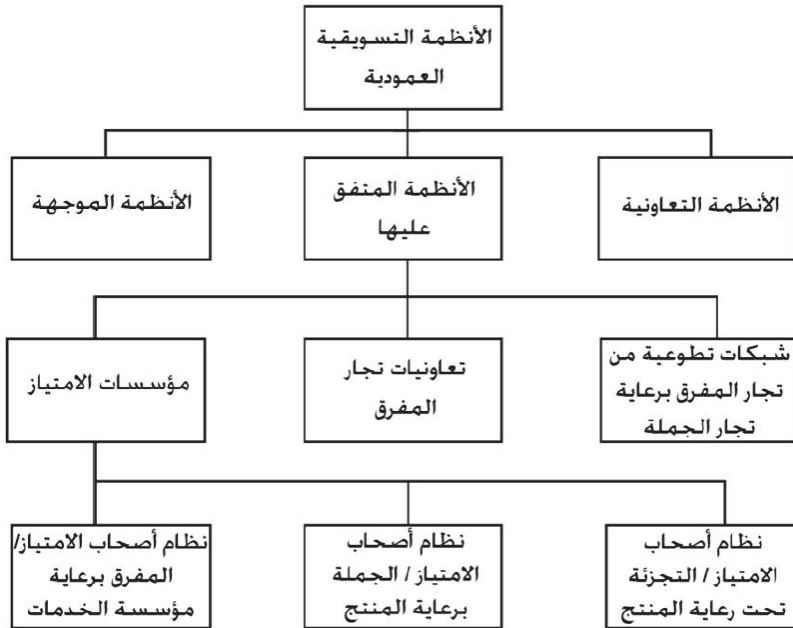 الأنظمة التسويقية
العمودية
الأنظمة التعاونية
الأنظمة المتفق
عليها
الأنظمة الموجهة
شبكات تطوعية من
تجار المفرق برعاية
تجار الجملة
تعاونيات تجار
المفرق
مؤسسات الامتياز
نظام أصحاب
الامتياز / التجزئة
تحت رعاية المنتج
نظام أصحاب
الامتياز / الجملة
برعاية المنتج
نظام أصحاب الامتياز/
المفرق برعاية
مؤسسة الخدمات